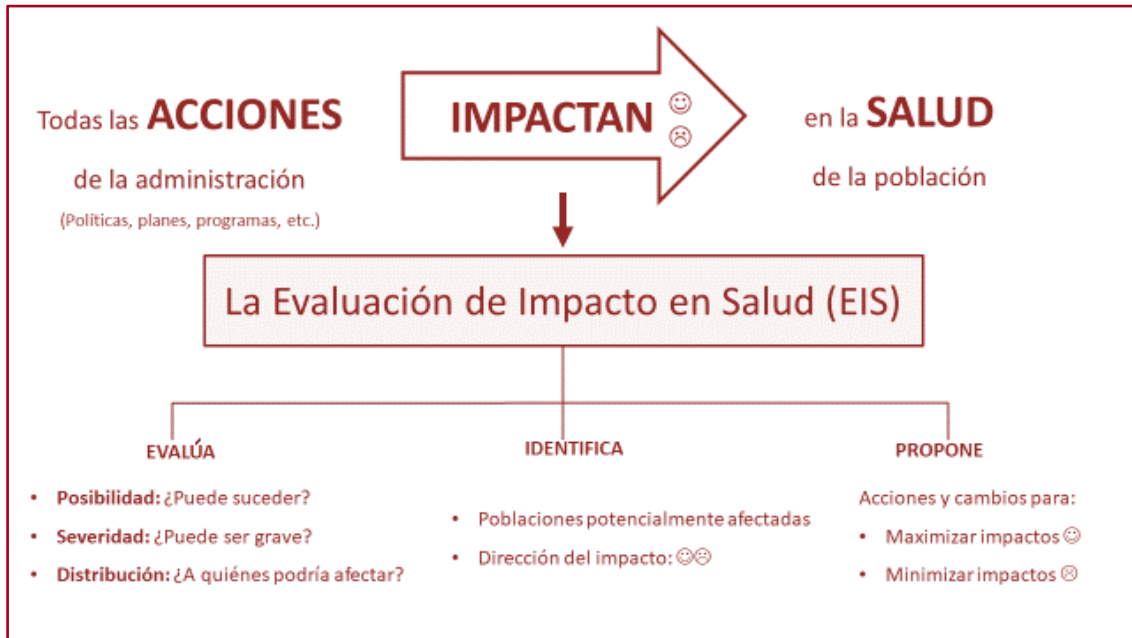 Todas las ACCIONES
de la administración
(Políticas, planes, programas, etc.)
IMPACTAN ☺
☹
en la SALUD
de la población
La Evaluación de Impacto en Salud (EIS)
EVALÚA
• Posibilidad: ¿Puede suceder?
• Severidad: ¿Puede ser grave?
• Distribución: ¿A quiénes podría afectar?
IDENTIFICA
• Poblaciones potencialmente afectadas
• Dirección del impacto: ☺☹
PROPONE
Acciones y cambios para:
• Maximizar impactos ☺
• Minimizar impactos ☹